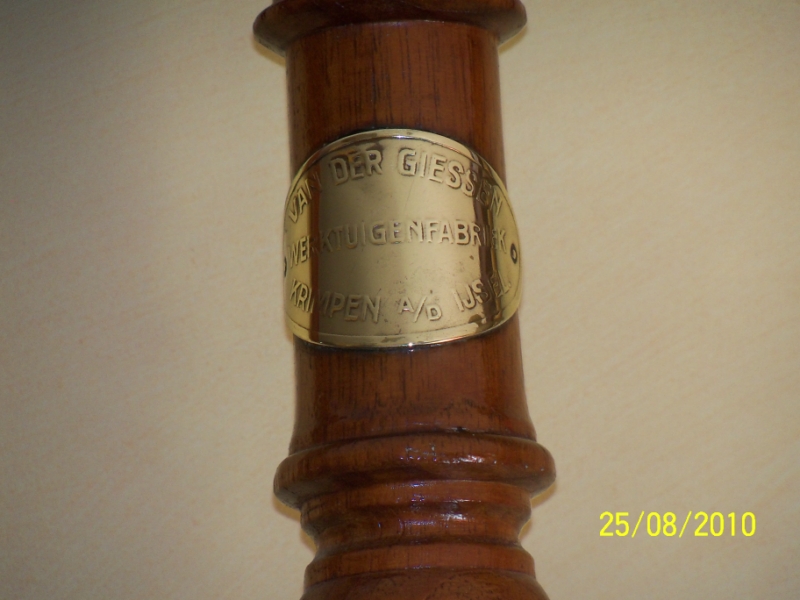 VAN DER GIESSEN
WERKTUIGENFABRIEK
KRIMPEN A/D IJSEL
25/08/2010